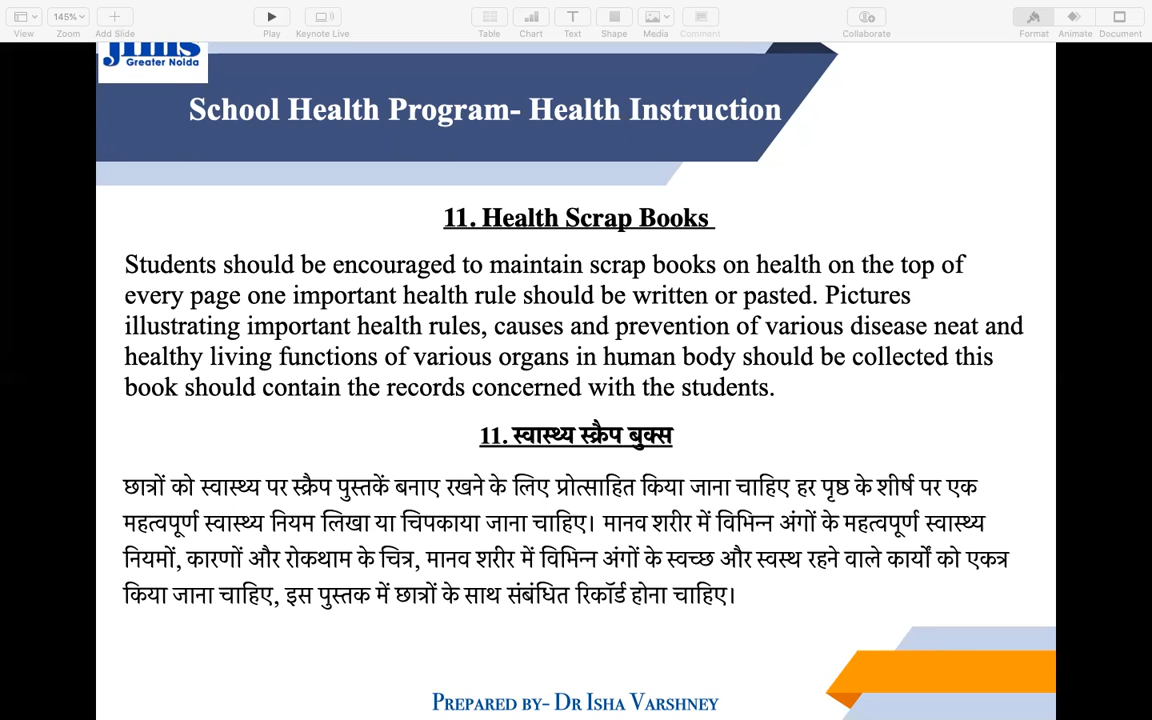 145%
View
Zoom
Add Slide
Play
Keynote Live
Table
Chart
Text
Shape
Media
Comment
Collaborate
Format
Animate
Document
jims
Greater Noida
School Health Program- Health Instruction
11. Health Scrap Books
Students should be encouraged to maintain scrap books on health on the top of
every page one important health rule should be written or pasted. Pictures
illustrating important health rules, causes and prevention of various disease neat and
healthy living functions of various organs in human body should be collected this
book should contain the records concerned with the students.
11. स्वास्थ्य स्क्रैप बुक्स
छात्रों को स्वास्थ्य पर स्क्रैप पुस्तकें बनाए रखने के लिए प्रोत्साहित किया जाना चाहिए हर पृष्ठ के शीर्ष पर एक
महत्वपूर्ण स्वास्थ्य नियम लिखा या चिपकाया जाना चाहिए। मानव शरीर में विभिन्न अंगों के महत्वपूर्ण स्वास्थ्य
नियमों, कारणों और रोकथाम के चित्र, मानव शरीर में विभिन्न अंगों के स्वच्छ और स्वस्थ रहने वाले कार्यों को एकत्र
किया जाना चाहिए, इस पुस्तक में छात्रों के साथ संबंधित रिकॉर्ड होना चाहिए।
Prepared by- Dr Isha Varshney